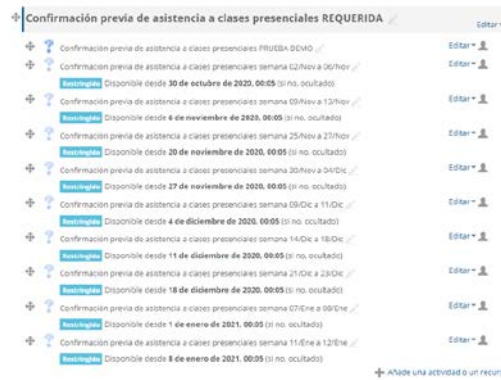 Confirmación previa de asistencia a clases presenciales REQUERIDA
Editar
Confirmación previa de asistencia a clases presenciales PRUEBA DEMO
Editar
Confirmación previa de asistencia a clases presenciales semana 02/Nov a 06/Nov
Editar
Restringido Disponible desde 30 de octubre de 2020, 00:05 (si no, ocultado)
Confirmación previa de asistencia a clases presenciales semana 09/Nov a 13/Nov
Editar
Restringido Disponible desde 6 de noviembre de 2020, 00:05 (si no, ocultado)
Confirmación previa de asistencia a clases presenciales semana 25/Nov a 27/Nov
Editar
Restringido Disponible desde 20 de noviembre de 2020, 00:05 (si no, ocultado)
Confirmación previa de asistencia a clases presenciales semana 30/Nov a 04/Dic
Editar
Restringido Disponible desde 27 de noviembre de 2020, 00:05 (si no, ocultado)
Confirmación previa de asistencia a clases presenciales semana 09/Dic a 11/Dic
Editar
Restringido Disponible desde 4 de diciembre de 2020, 00:05 (si no, ocultado)
Confirmación previa de asistencia a clases presenciales semana 14/Dic a 18/Dic
Editar
Restringido Disponible desde 11 de diciembre de 2020, 00:05 (si no, ocultado)
Confirmación previa de asistencia a clases presenciales semana 21/Dic a 23/Dic
Editar
Restringido Disponible desde 18 de diciembre de 2020, 00:05 (si no, ocultado)
Confirmación previa de asistencia a clases presenciales semana 07/Ene a 08/Ene
Editar
Restringido Disponible desde 1 de enero de 2021, 00:05 (si no, ocultado)
Confirmación previa de asistencia a clases presenciales semana 11/Ene a 12/Ene
Editar
Restringido Disponible desde 8 de enero de 2021, 00:05 (si no, ocultado)
Añade una actividad o un recurs